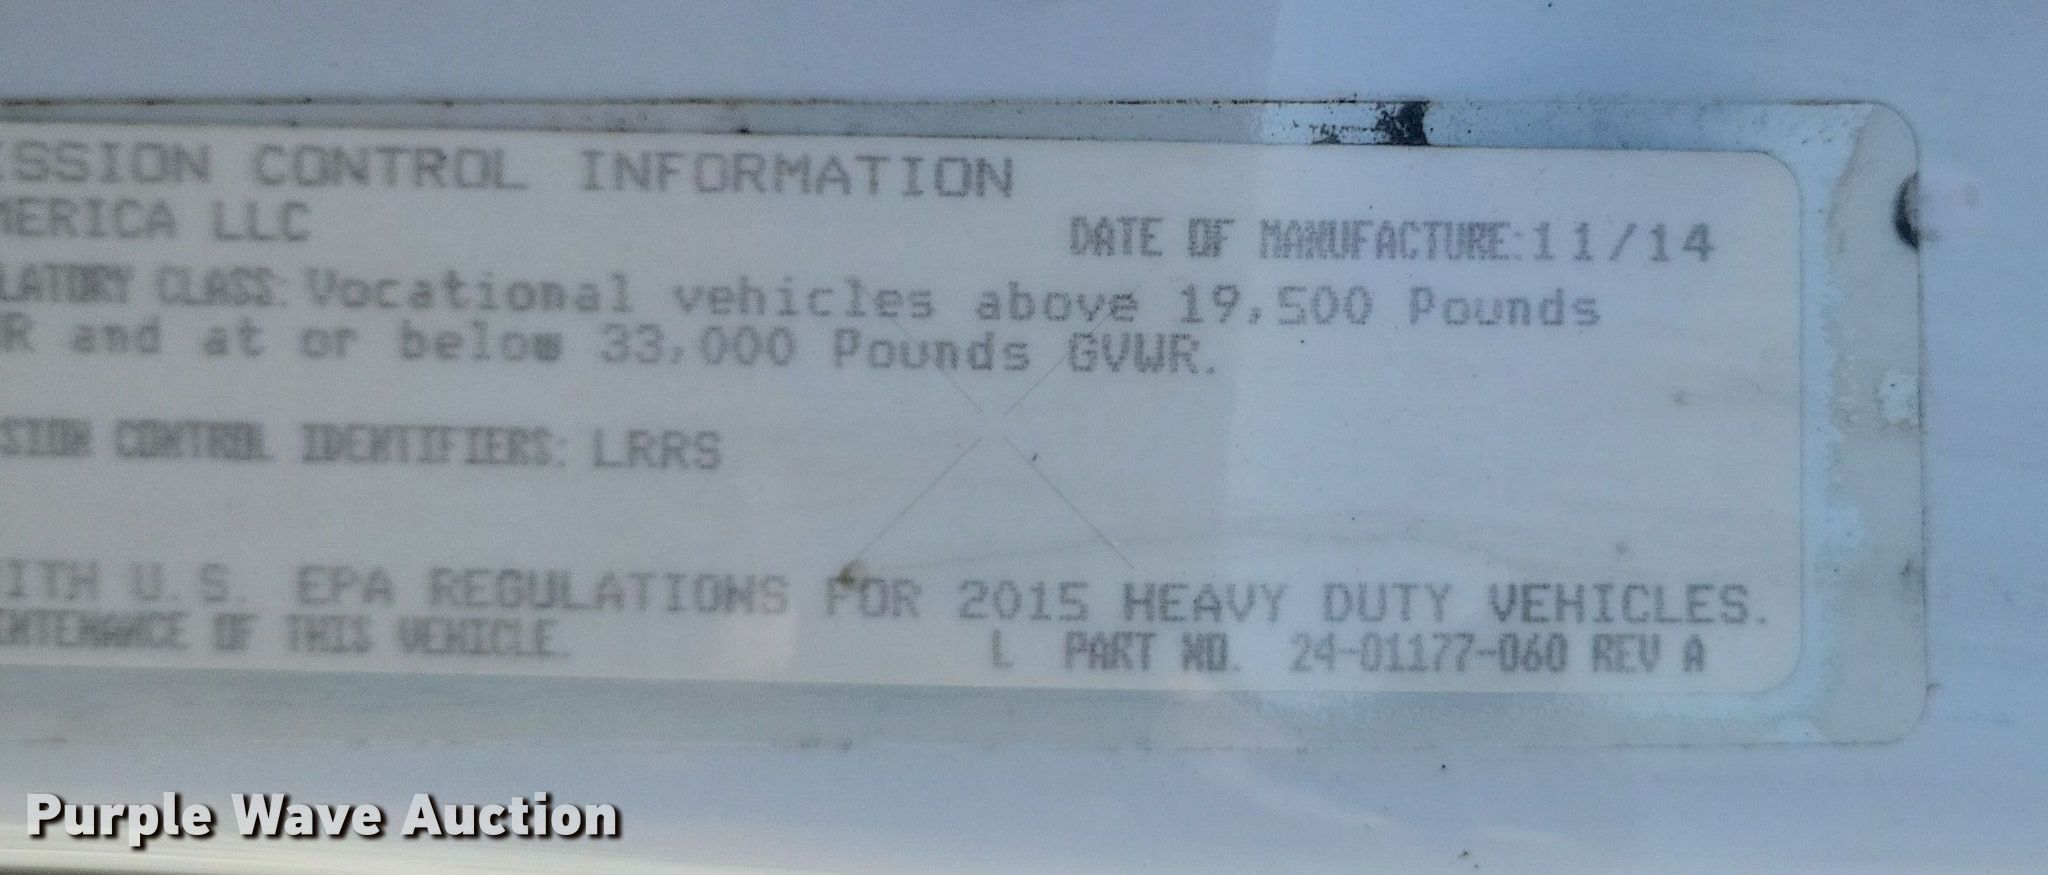 ISSION CONTROL INFORMATION
MERICA LLC
DATE OF MANUFACTURE:11/14
LATORY CLASS: Vocational vehicles above 19,500 Pounds
R and at or below 33,000 Pounds GVWR.
SION CONTROL IDENTIFIERS: LRRS
ITH U.S. EPA REGULATIONS FOR 2015 HEAVY DUTY VEHICLES.
NTENANCE OF THIS VEHICLE.
L PART NO. 24-01177-060 REV A
Purple Wave Auction